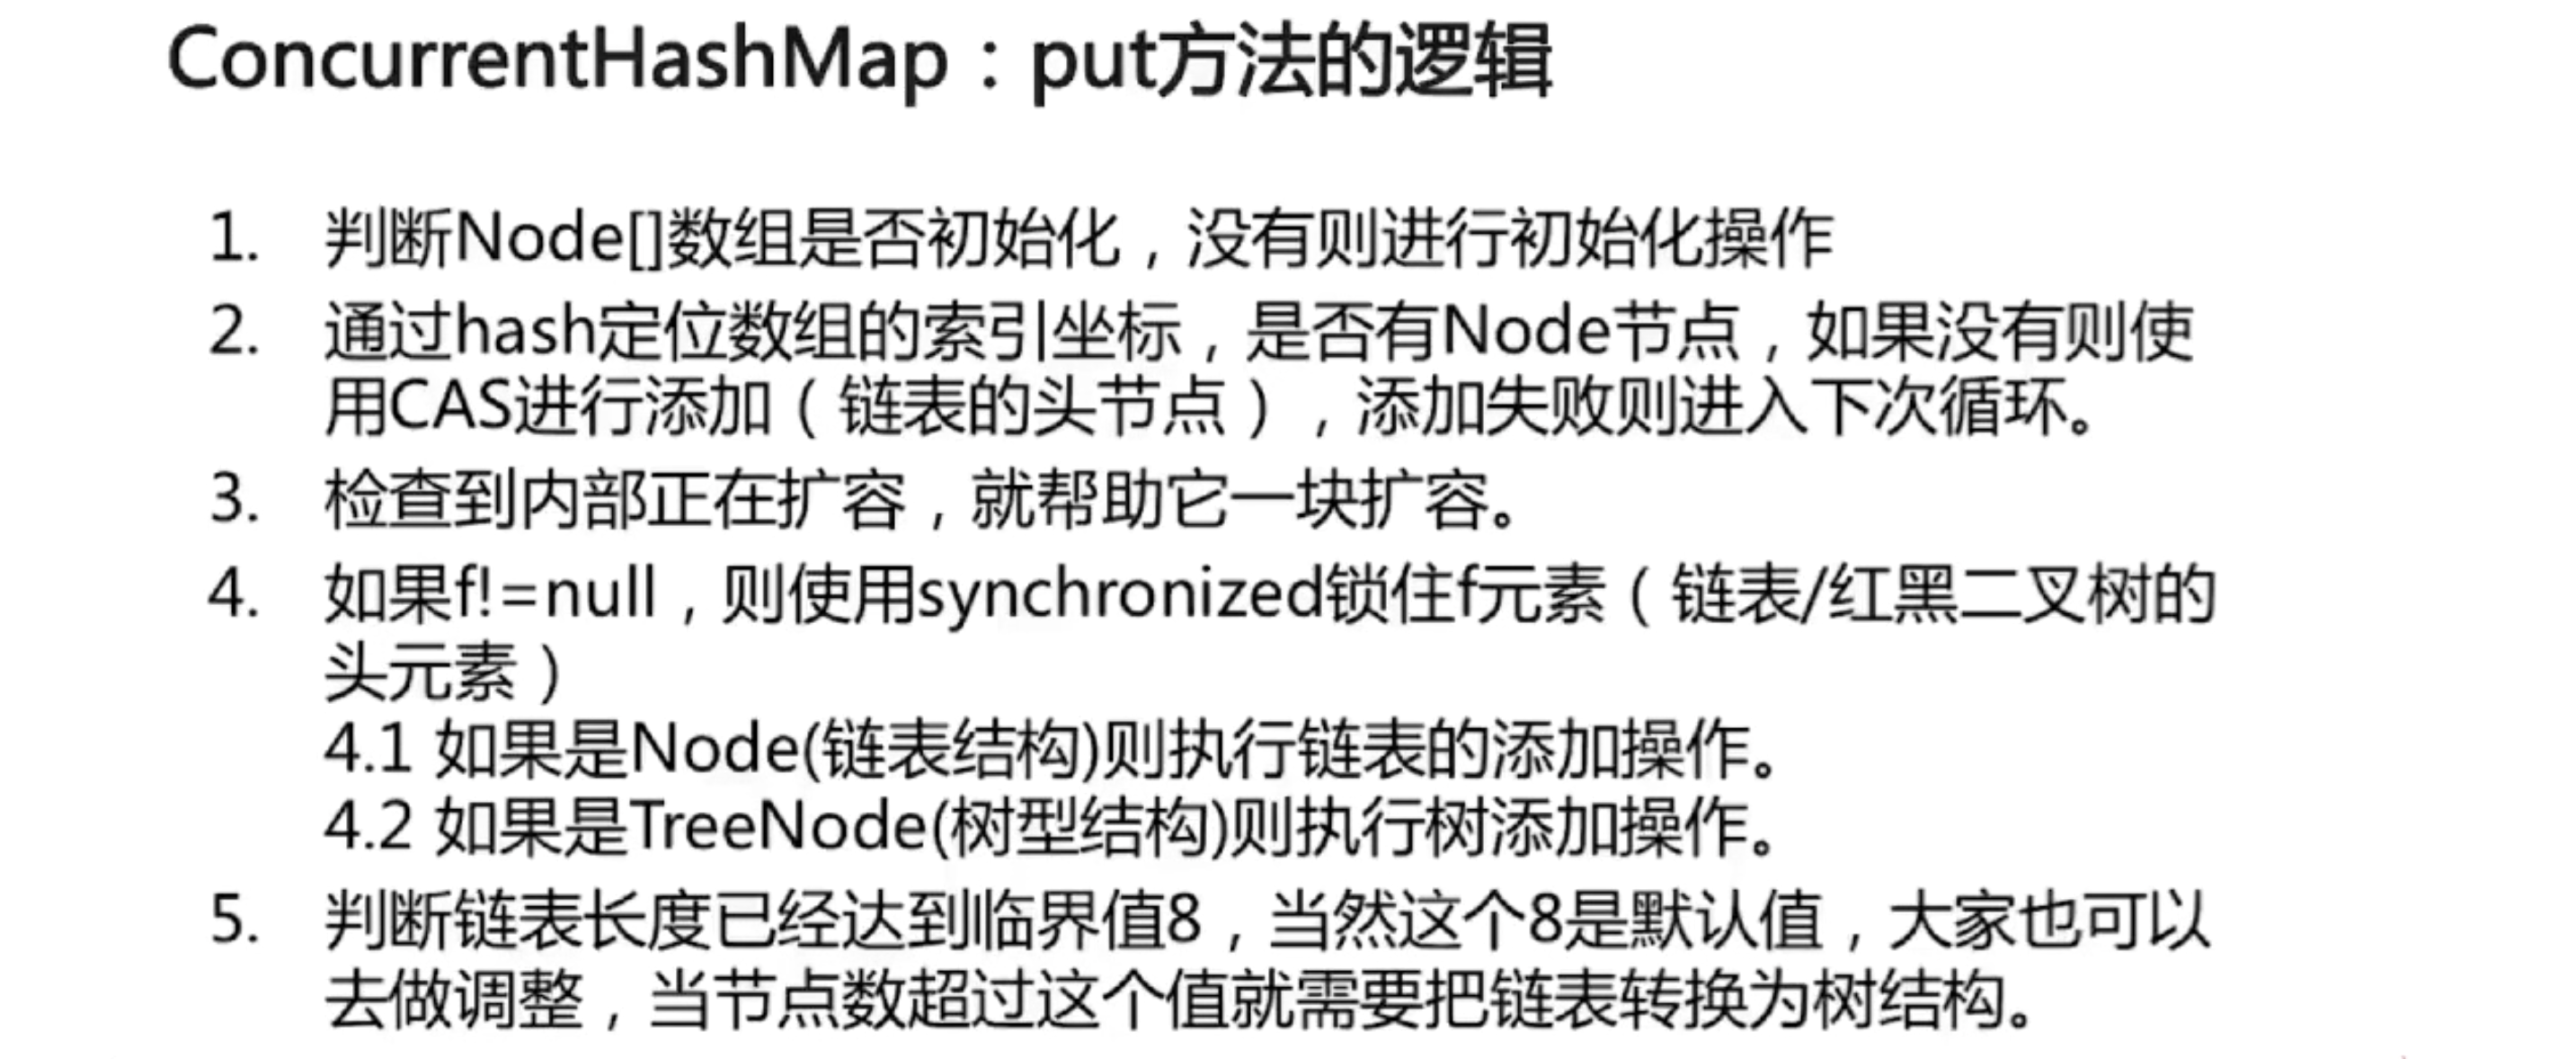 ConcurrentHashMap：put方法的逻辑
1. 判断Node[]数组是否初始化，没有则进行初始化操作
2. 通过hash定位数组的索引坐标，是否有Node节点，如果没有则使
用CAS进行添加（链表的头节点），添加失败则进入下次循环。
3. 检查到内部正在扩容，就帮助它一块扩容。
4. 如果f!=null，则使用synchronized锁住f元素（链表/红黑二叉树的
头元素）
4.1 如果是Node(链表结构)则执行链表的添加操作。
4.2 如果是TreeNode(树型结构)则执行树添加操作。
5. 判断链表长度已经达到临界值8，当然这个8是默认值，大家也可以
去做调整，当节点数超过这个值就需要把链表转换为树结构。